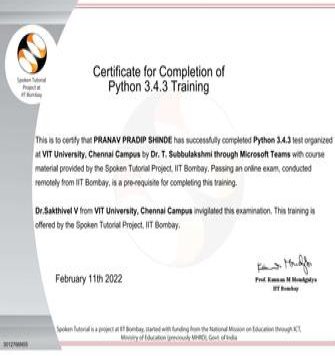 Spoken Tutorial
Project at
IIT Bombay
Certificate for Completion of
Python 3.4.3 Training
This is to certify that PRANAV PRADIP SHINDE has successfully completed Python 3.4.3 test organized
at VIT University, Chennai Campus by Dr. T. Subbulakshmi through Microsoft Teams with course
material provided by the Spoken Tutorial Project, IIT Bombay. Passing an online exam, conducted
remotely from IIT Bombay, is a pre-requisite for completing this training.
Dr.Sakthivel V from VIT University, Chennai Campus invigilated this examination. This training is
offered by the Spoken Tutorial Project, IIT Bombay.
February 11th 2022
Prof. Kannan M Moudgalya
IIT Bombay
Spoken Tutorial is a project at IIT Bombay, started with funding from the National Mission on Education through ICT,
Ministry of Education (previously MHRD), Govt. of India